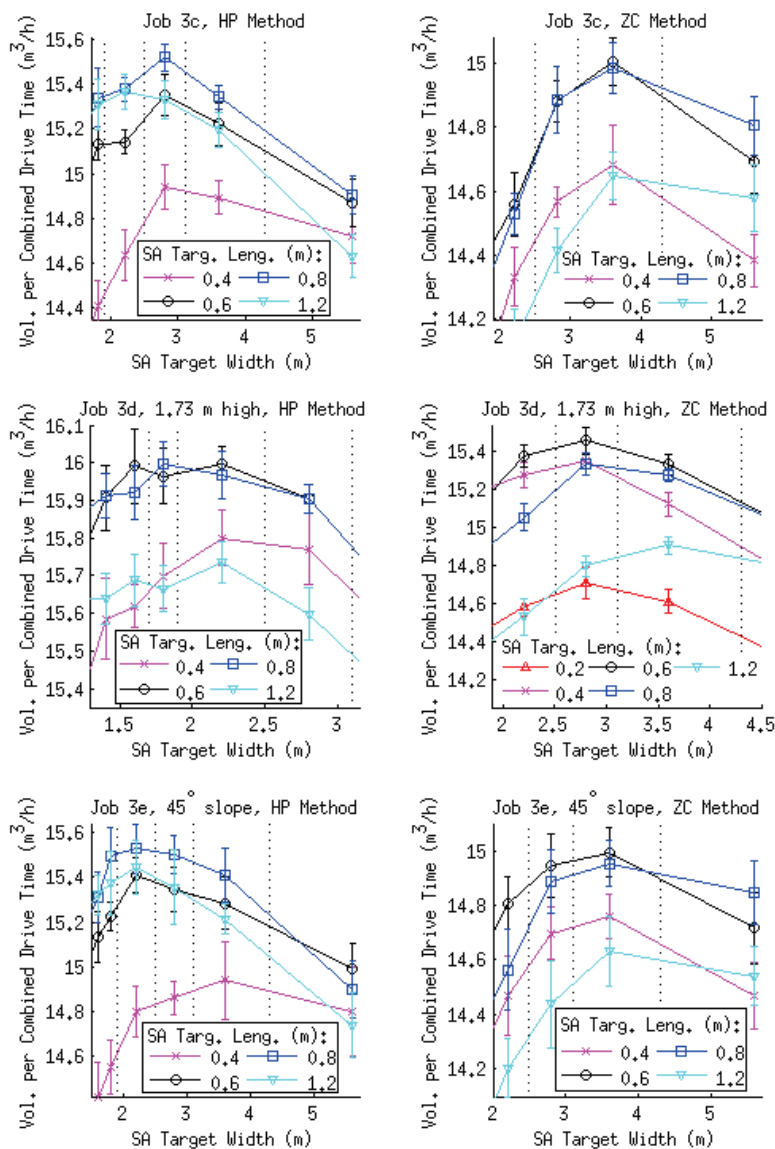 Job 3c, HP Method
Vol. per Combined Drive Time (m³/h)
15.6
15.4
15.2
15
14.8
14.6
14.4
SA Targ. Leng. (m):
0.4 0.8
0.6 1.2
2 3 4 5
SA Target Width (m)
Job 3c, ZC Method
Vol. per Combined Drive Time (m³/h)
15
14.8
14.6
14.4
14.2
SA Targ. Leng. (m):
0.4 0.8
0.6 1.2
2 3 4 5
SA Target Width (m)
Job 3d, 1.73 m high, HP Method
Vol. per Combined Drive Time (m³/h)
16.1
16
15.9
15.8
15.7
15.6
15.5
15.4
SA Targ. Leng. (m):
0.4 0.8
0.6 1.2
1.5 2 2.5 3
SA Target Width (m)
Job 3d, 1.73 m high, ZC Method
Vol. per Combined Drive Time (m³/h)
15.4
15.2
15
14.8
14.6
14.4
14.2
SA Targ. Leng. (m):
0.2 0.6 1.2
0.4 0.8
2 2.5 3 3.5 4 4.5
SA Target Width (m)
Job 3e, 45° slope, HP Method
Vol. per Combined Drive Time (m³/h)
15.6
15.4
15.2
15
14.8
14.6
SA Targ. Leng. (m):
0.4 0.8
0.6 1.2
2 3 4 5
SA Target Width (m)
Job 3e, 45° slope, ZC Method
Vol. per Combined Drive Time (m³/h)
15
14.8
14.6
14.4
14.2
SA Targ. Leng. (m):
0.4 0.8
0.6 1.2
2 3 4 5
SA Target Width (m)